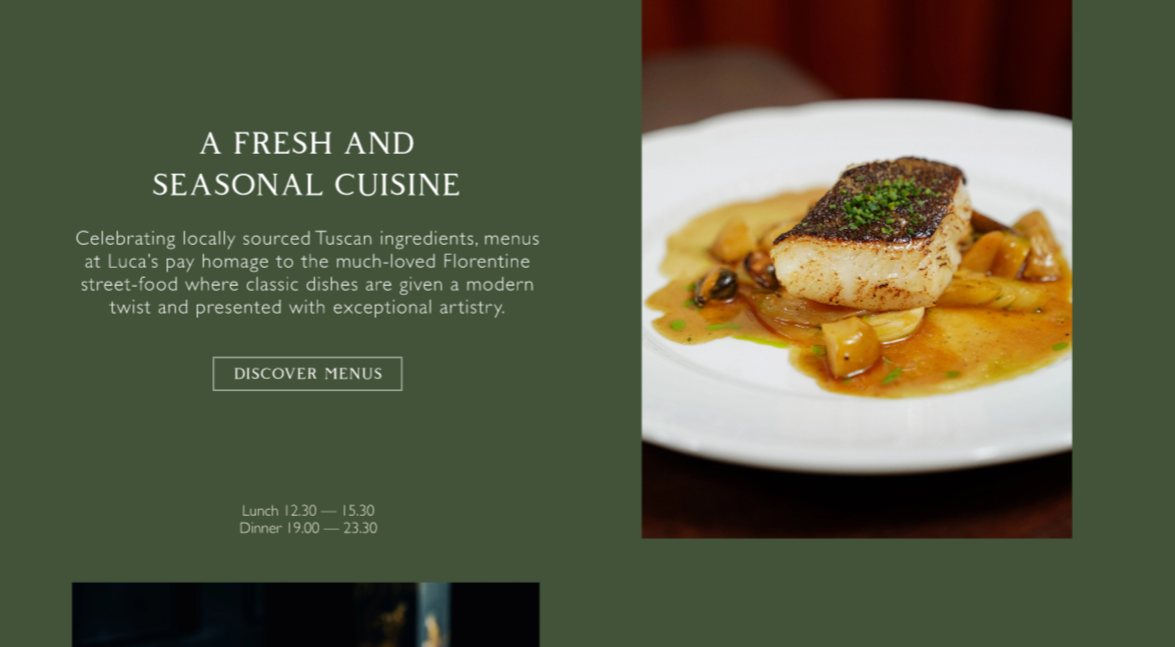 A FRESH AND
SEASONAL CUISINE
Celebrating locally sourced Tuscan ingredients, menus
at Luca's pay homage to the much-loved Florentine
street-food where classic dishes are given a modern
twist and presented with exceptional artistry.
DISCOVER MENUS
Lunch 12.30 — 15.30
Dinner 19.00 — 23.30